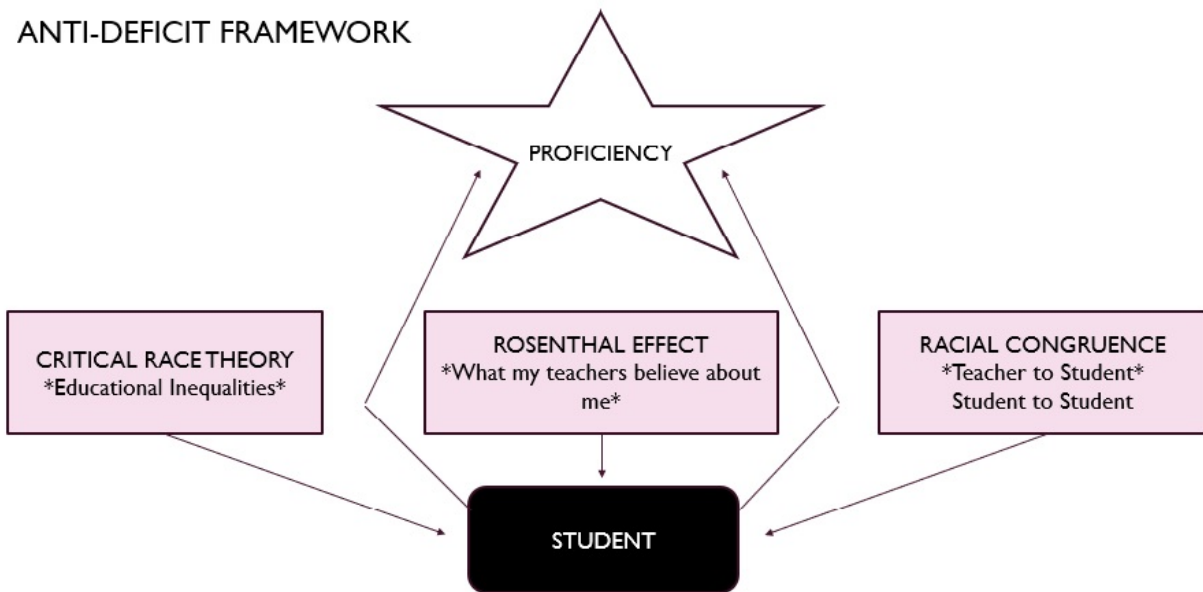 ANTI-DEFICIT FRAMEWORK
PROFICIENCY
CRITICAL RACE THEORY
*Educational Inequalities*
ROSENTHAL EFFECT
*What my teachers believe about
me*
RACIAL CONGRUENCE
*Teacher to Student*
Student to Student
STUDENT